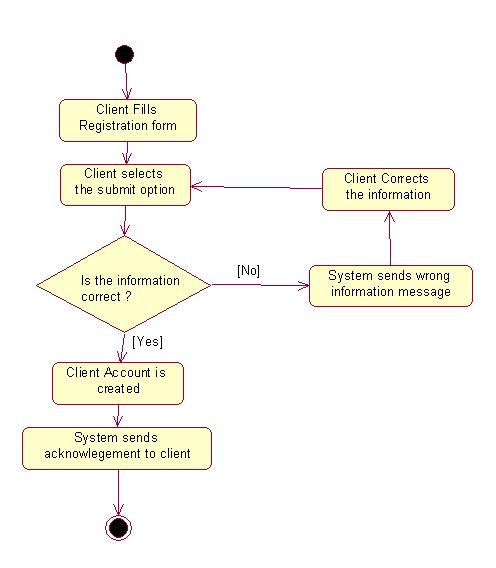 Client Fills
Registration form
Client selects
the submit option
Client Corrects
the information
Is the information
correct ?
[No]
System sends wrong
information message
[Yes]
Client Account is
created
System sends
acknowlegement to client